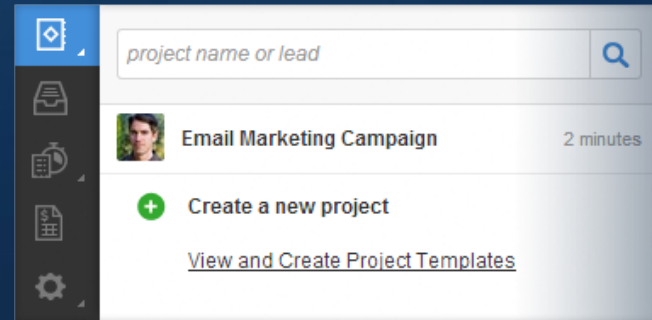 project name or lead
Email Marketing Campaign 2 minutes
Create a new project
View and Create Project Templates